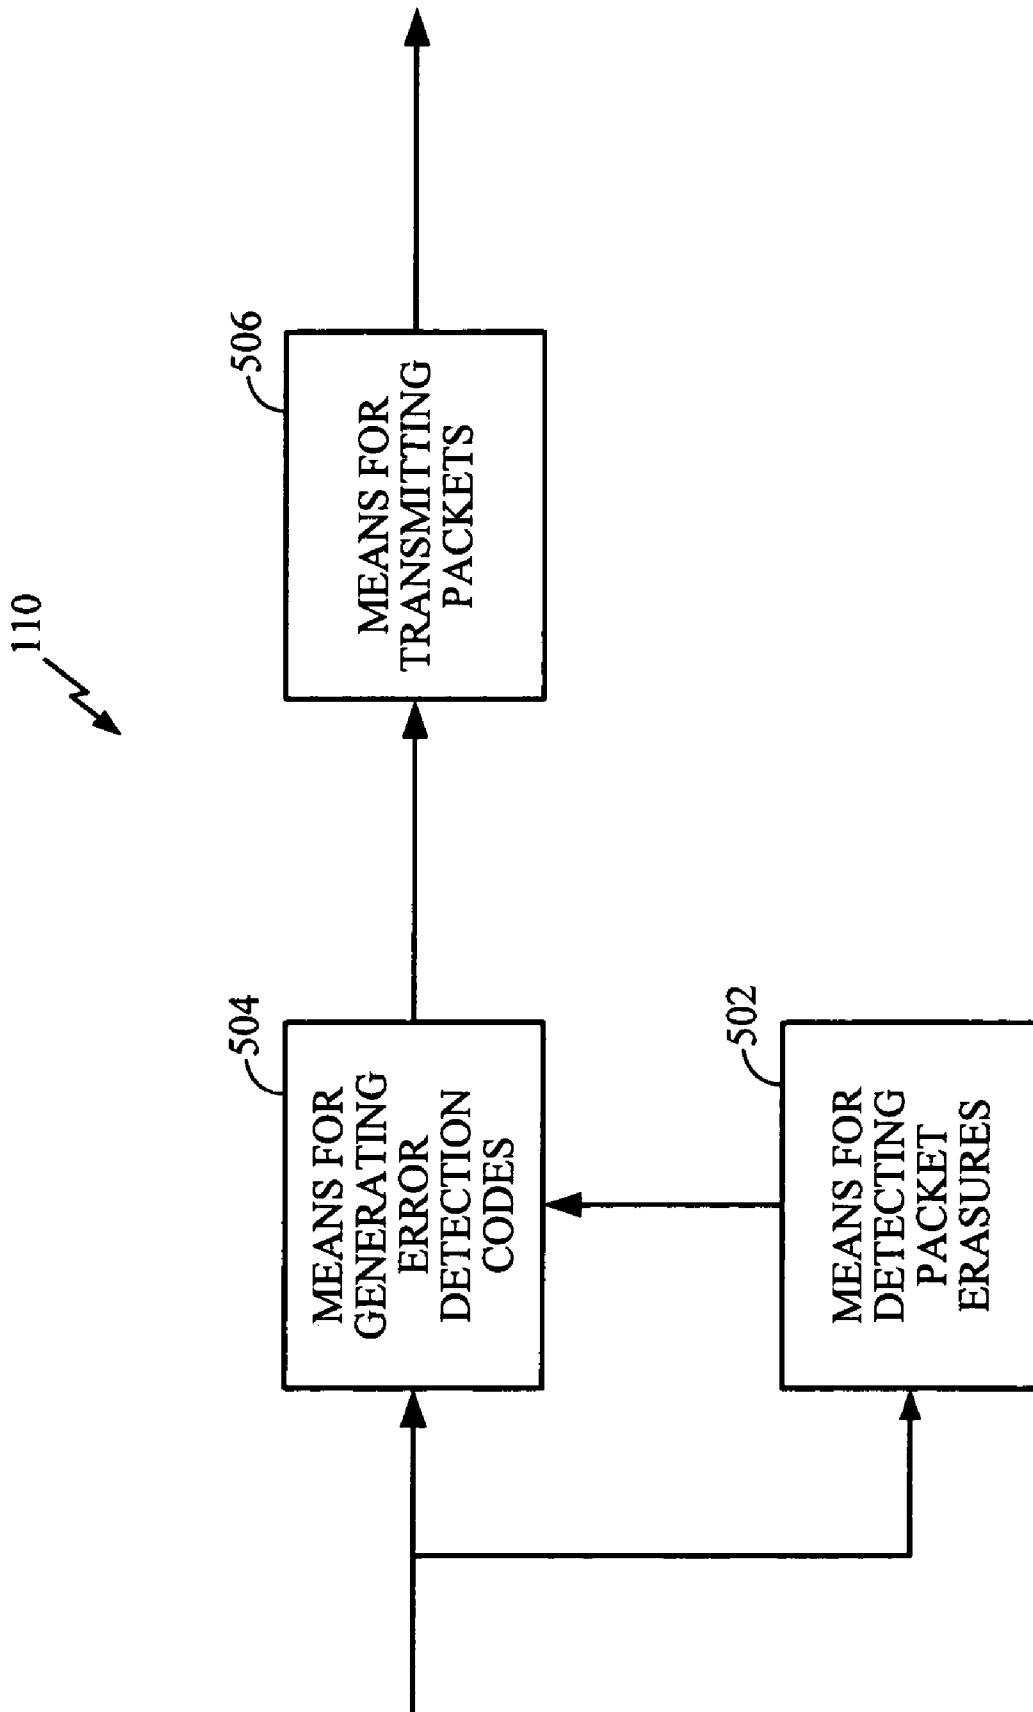 110
506
MEANS FOR
TRANSMITTING
PACKETS
504
MEANS FOR
GENERATING
ERROR
DETECTION
CODES
502
MEANS FOR
DETECTING
PACKET
ERASURES